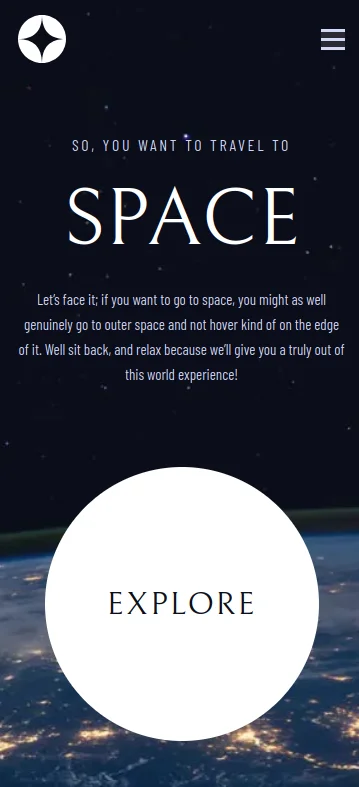 SO, YOU WANT TO TRAVEL TO
SPACE
Let’s face it; if you want to go to space, you might as well
genuinely go to outer space and not hover kind of on the edge
of it. Well sit back, and relax because we’ll give you a truly out of
this world experience!
EXPLORE